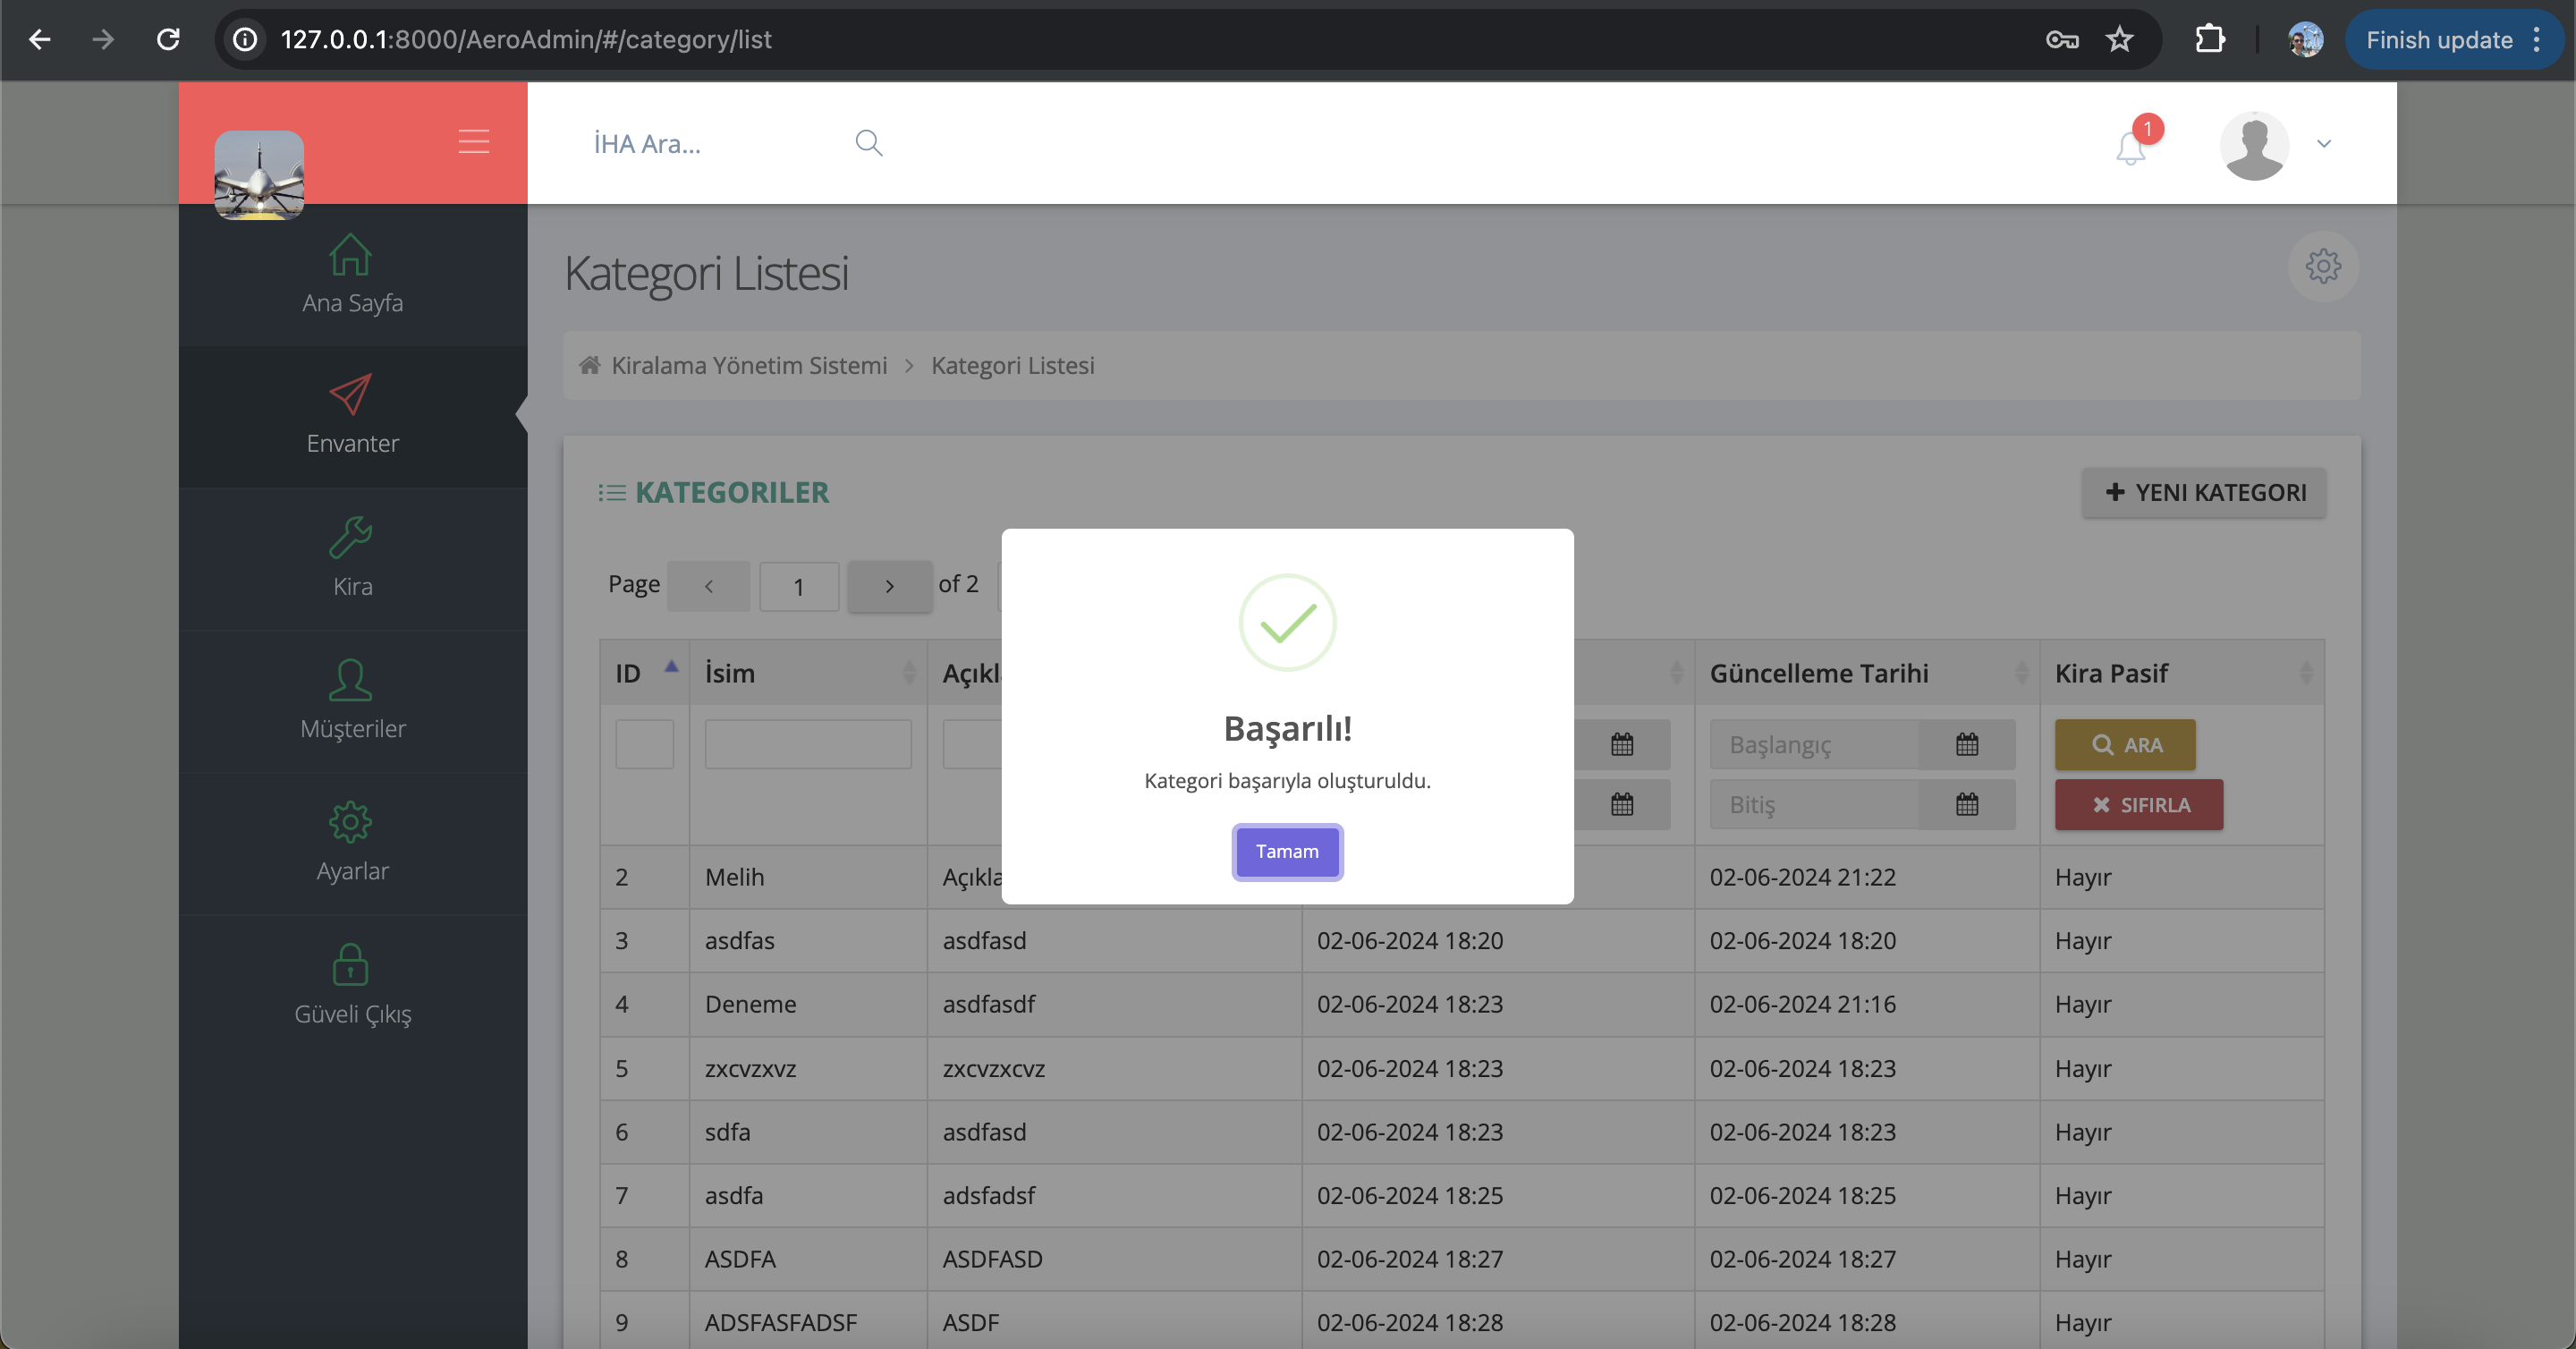 127.0.0.1:8000/AeroAdmin/#/category/list
Finish update
İHA Ara...
1
Ana Sayfa
Envanter
Kira
Müşteriler
Ayarlar
Güveli Çıkış
Kategori Listesi
Kiralama Yönetim Sistemi > Kategori Listesi
KATEGORILER
YENI KATEGORI
Page 1 of 2
ID İsim Açıkl Güncelleme Tarihi Kira Pasif
Başlangıç ARA
Bitiş SIFIRLA
Başarılı!
Kategori başarıyla oluşturuldu.
Tamam
2 Melih Açıkla 02-06-2024 21:22 Hayır
3 asdfas asdfasd 02-06-2024 18:20 02-06-2024 18:20 Hayır
4 Deneme asdfasdf 02-06-2024 18:23 02-06-2024 21:16 Hayır
5 zxcvzxvz zxcvzxcvz 02-06-2024 18:23 02-06-2024 18:23 Hayır
6 sdfa asdfasd 02-06-2024 18:23 02-06-2024 18:23 Hayır
7 asdfa adsfadsf 02-06-2024 18:25 02-06-2024 18:25 Hayır
8 ASDFA ASDFASD 02-06-2024 18:27 02-06-2024 18:27 Hayır
9 ADSFASFADSF ASDF 02-06-2024 18:28 02-06-2024 18:28 Hayır